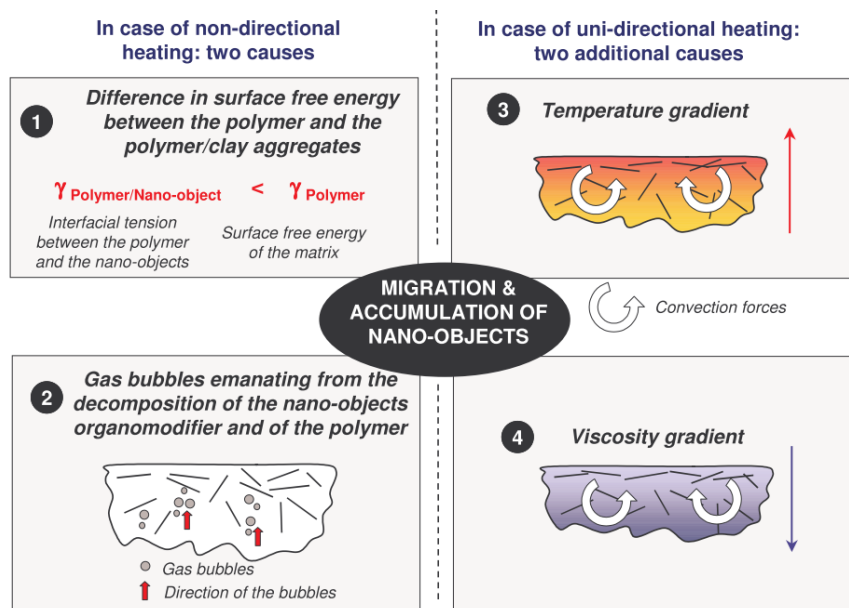 In case of non-directional
heating: two causes
In case of uni-directional heating:
two additional causes
1
Difference in surface free energy
between the polymer and the
polymer/clay aggregates
γ Polymer/Nano-object < γ Polymer
Interfacial tension
between the polymer
and the nano-objects
Surface free energy
of the matrix
3
Temperature gradient
MIGRATION &
ACCUMULATION OF
NANO-OBJECTS
Convection forces
2
Gas bubbles emanating from the
decomposition of the nano-objects
organomodifier and of the polymer
Gas bubbles
Direction of the bubbles
4
Viscosity gradient